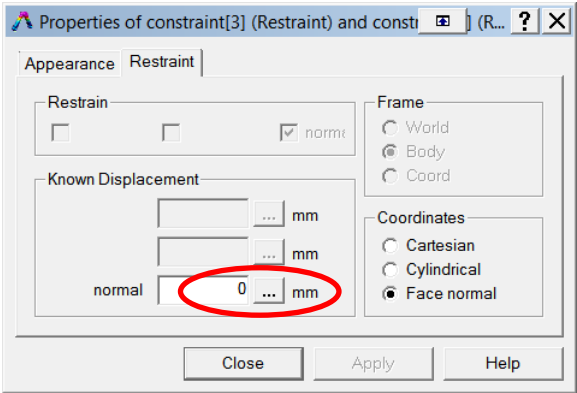 Properties of constraint[3] (Restraint) and constr ] (R... ?
Appearance Restraint
Restrain
Frame
World
Body
Coord
Known Displacement
... mm
... mm
normal 0 ... mm
Coordinates
Cartesian
Cylindrical
Face normal
Close Apply Help